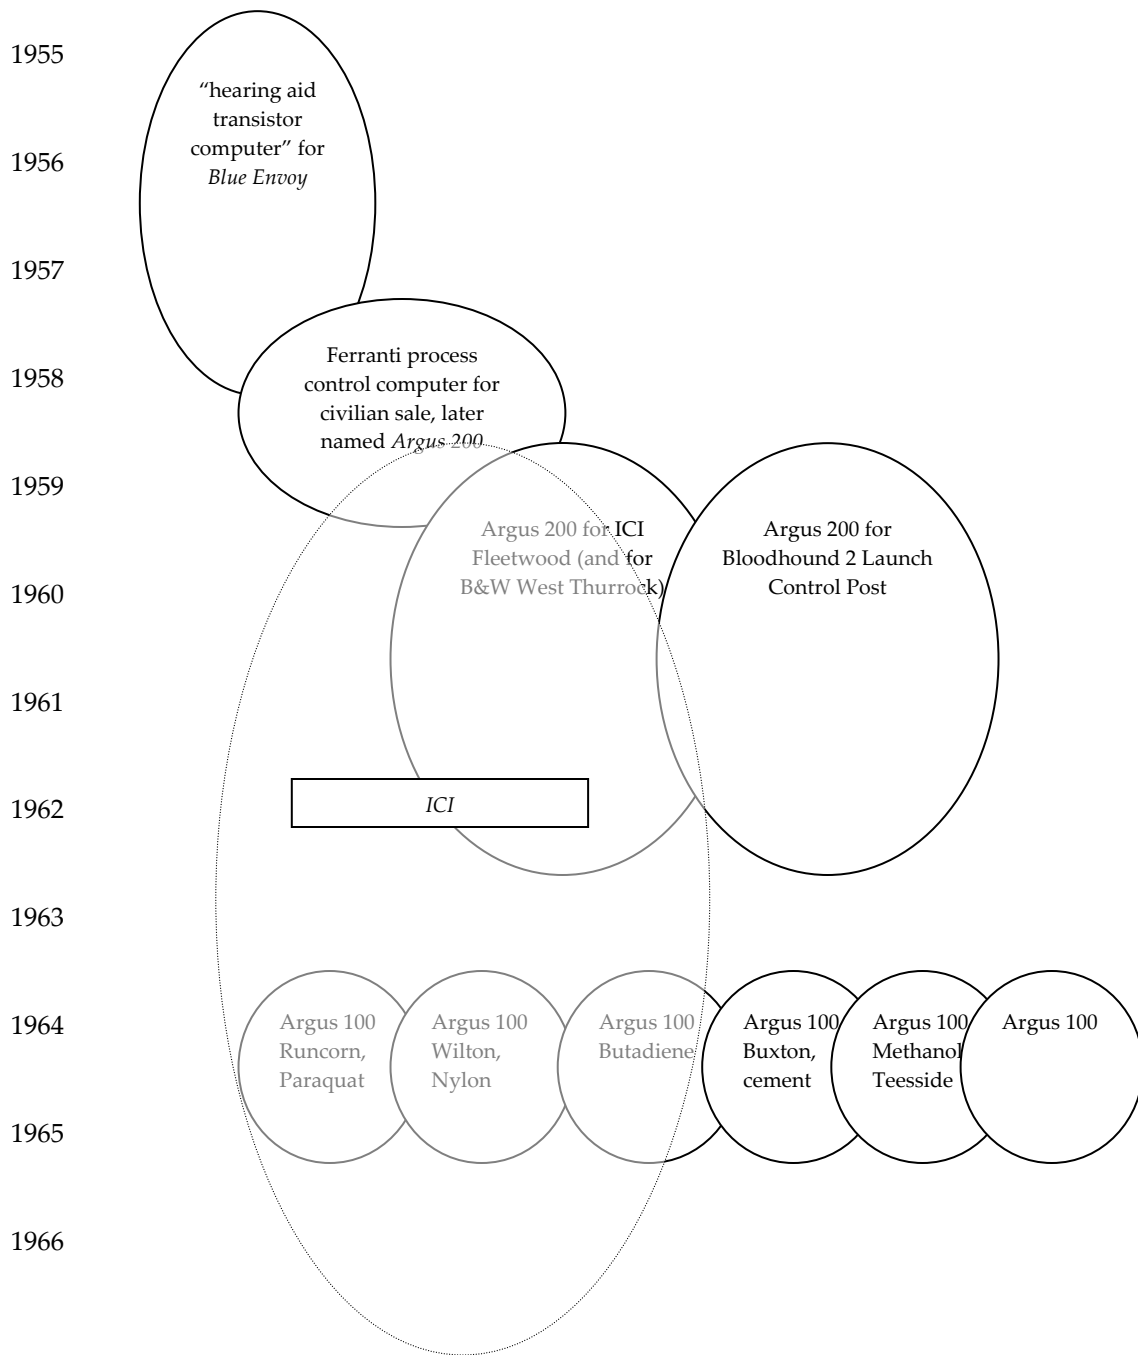 1955
“hearing aid
transistor
computer” for
Blue Envoy
1956
1957
Ferranti process
control computer for
civilian sale, later
named Argus 200
1958
1959
Argus 200 for ICI
Fleetwood (and for
B&W West Thurrock)
Argus 200 for
Bloodhound 2 Launch
Control Post
1960
1961
ICI
1962
1963
1964
Argus 100
Runcorn,
Paraquat
Argus 100
Wilton,
Nylon
Argus 100
Butadiene
Argus 100
Buxton,
cement
Argus 100
Methanol
Teesside
Argus 100
1965
1966